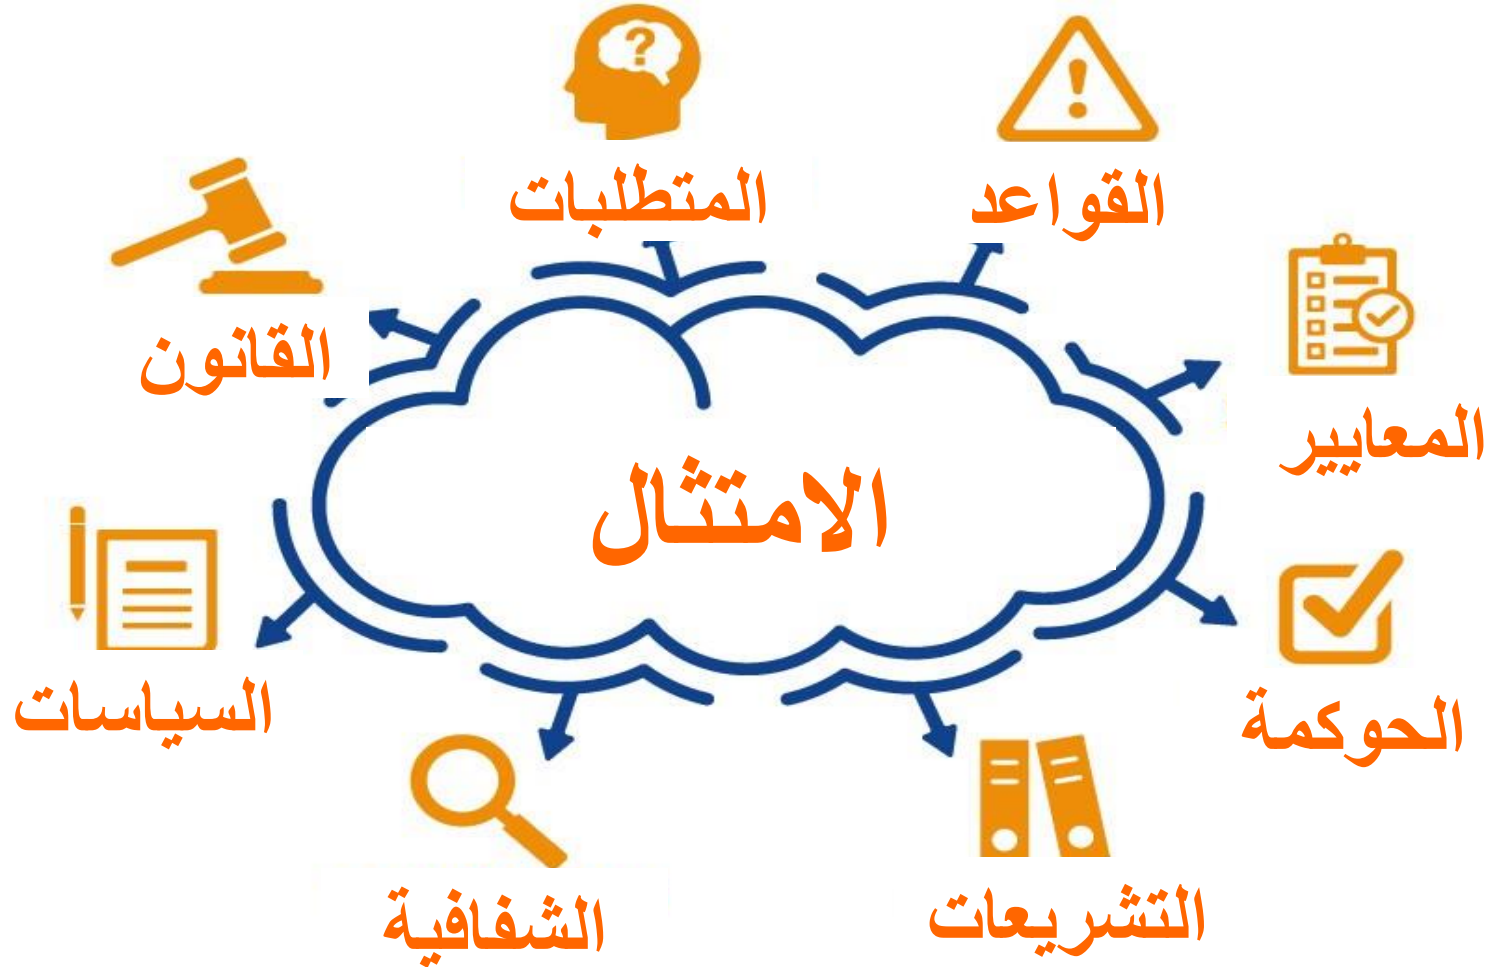 القواعد
المتطلبات
القانون
المعايير
الامتثال
الحوكمة
السياسات
التشريعات
الشفافية